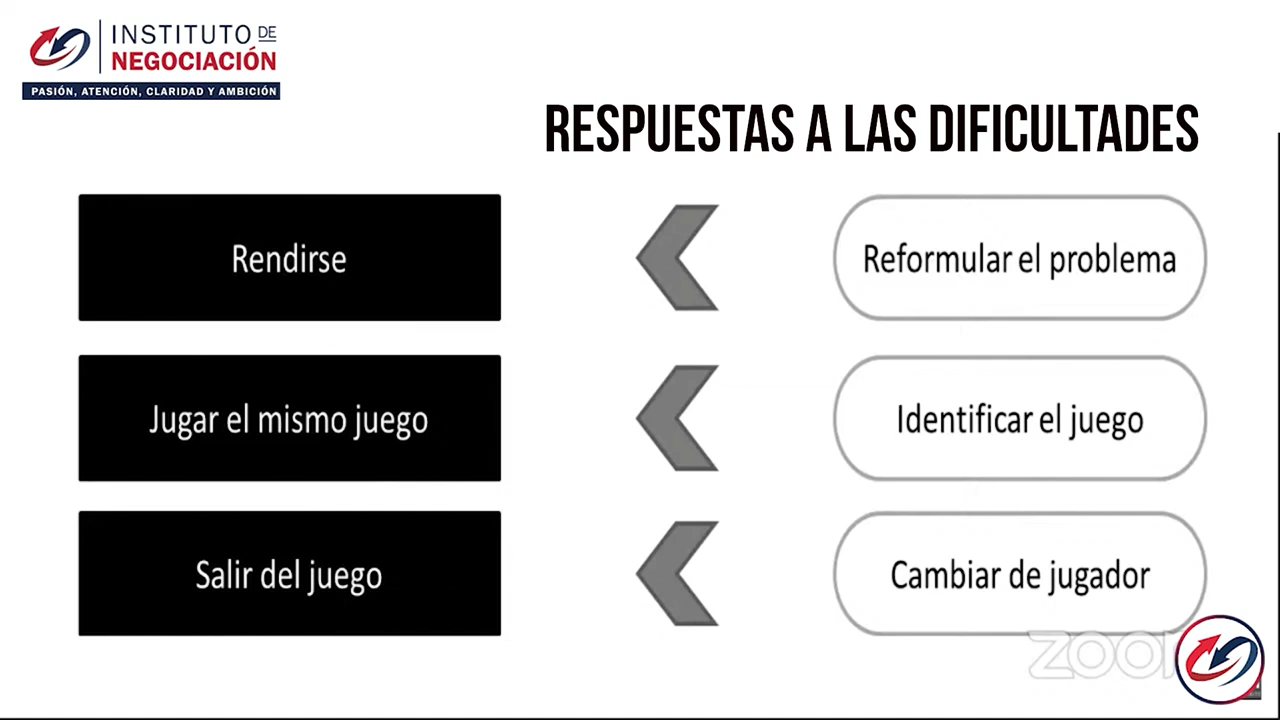 INSTITUTO DE
NEGOCIACIÓN
PASIÓN, ATENCIÓN, CLARIDAD Y AMBICIÓN
RESPUESTAS A LAS DIFICULTADES
Rendirse
Reformular el problema
Jugar el mismo juego
Identificar el juego
Salir del juego
Cambiar de jugador